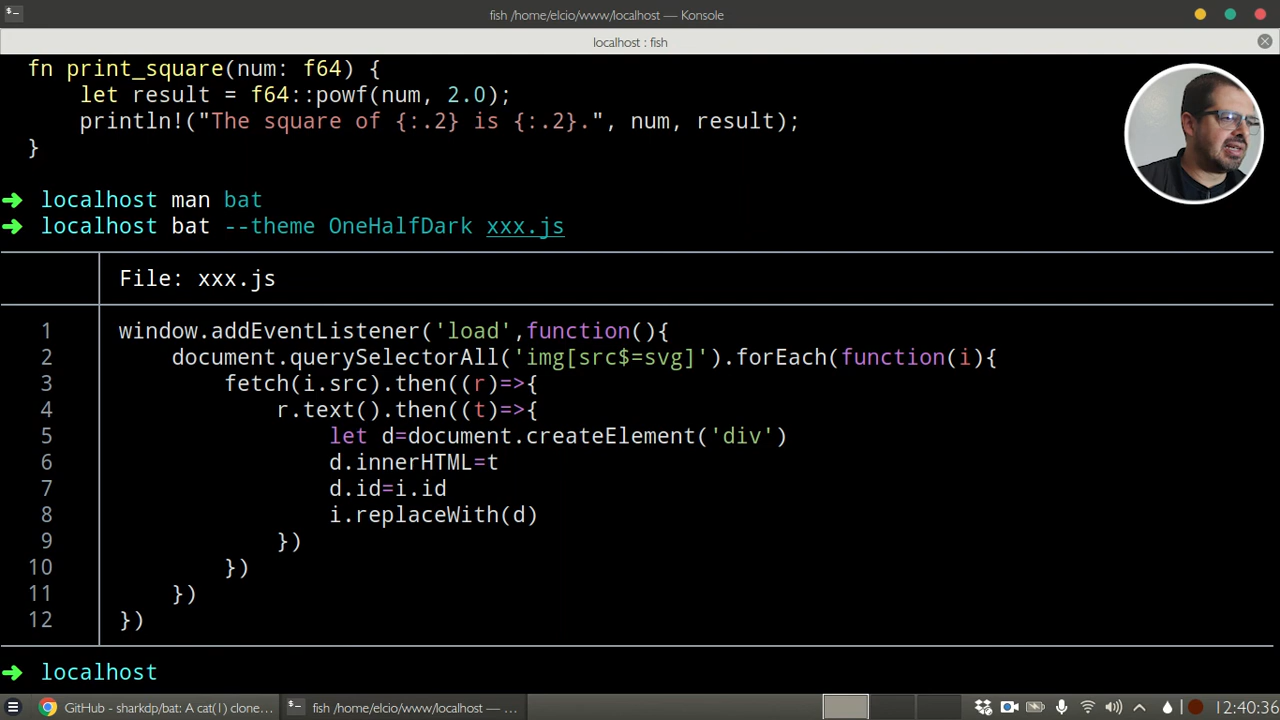 fish /home/elcio/www/localhost — Konsole
localhost : fish
fn print_square(num: f64) {
    let result = f64::powf(num, 2.0);
    println!("The square of {:.2} is {:.2}.", num, result);
}
➜ localhost man bat
➜ localhost bat --theme OneHalfDark xxx.js
File: xxx.js
1 window.addEventListener('load',function(){
2     document.querySelectorAll('img[src$=svg]').forEach(function(i){
3         fetch(i.src).then((r)=>{
4             r.text().then((t)=>{
5                 let d=document.createElement('div')
6                 d.innerHTML=t
7                 d.id=i.id
8                 i.replaceWith(d)
9             })
10         })
11     })
12 })
➜ localhost
GitHub - sharkdp/bat: A cat(1) clone... fish /home/elcio/www/localhost — ... 12:40:36